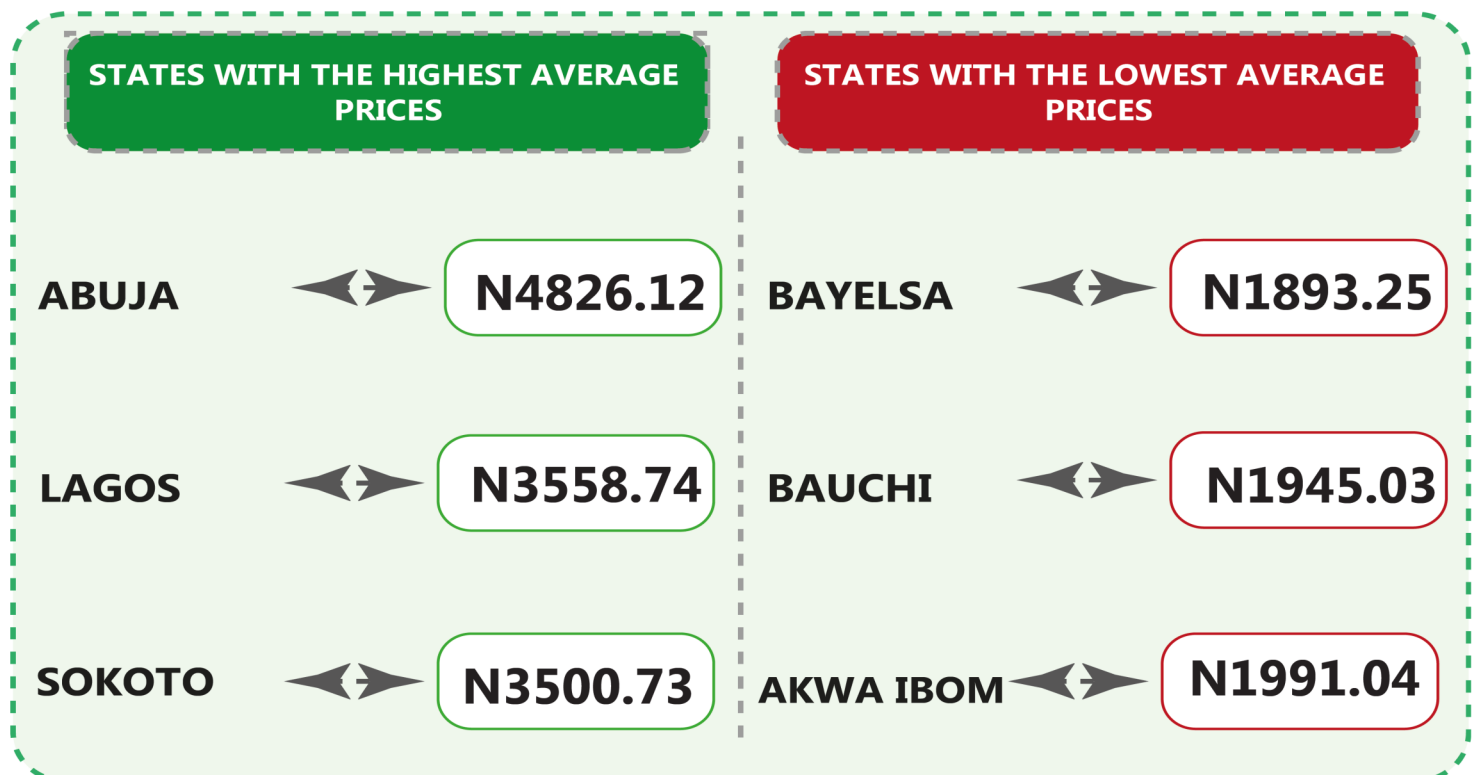 STATES WITH THE HIGHEST AVERAGE
PRICES
ABUJA N4826.12
LAGOS N3558.74
SOKOTO N3500.73
STATES WITH THE LOWEST AVERAGE
PRICES
BAYELSA N1893.25
BAUCHI N1945.03
AKWA IBOM N1991.04